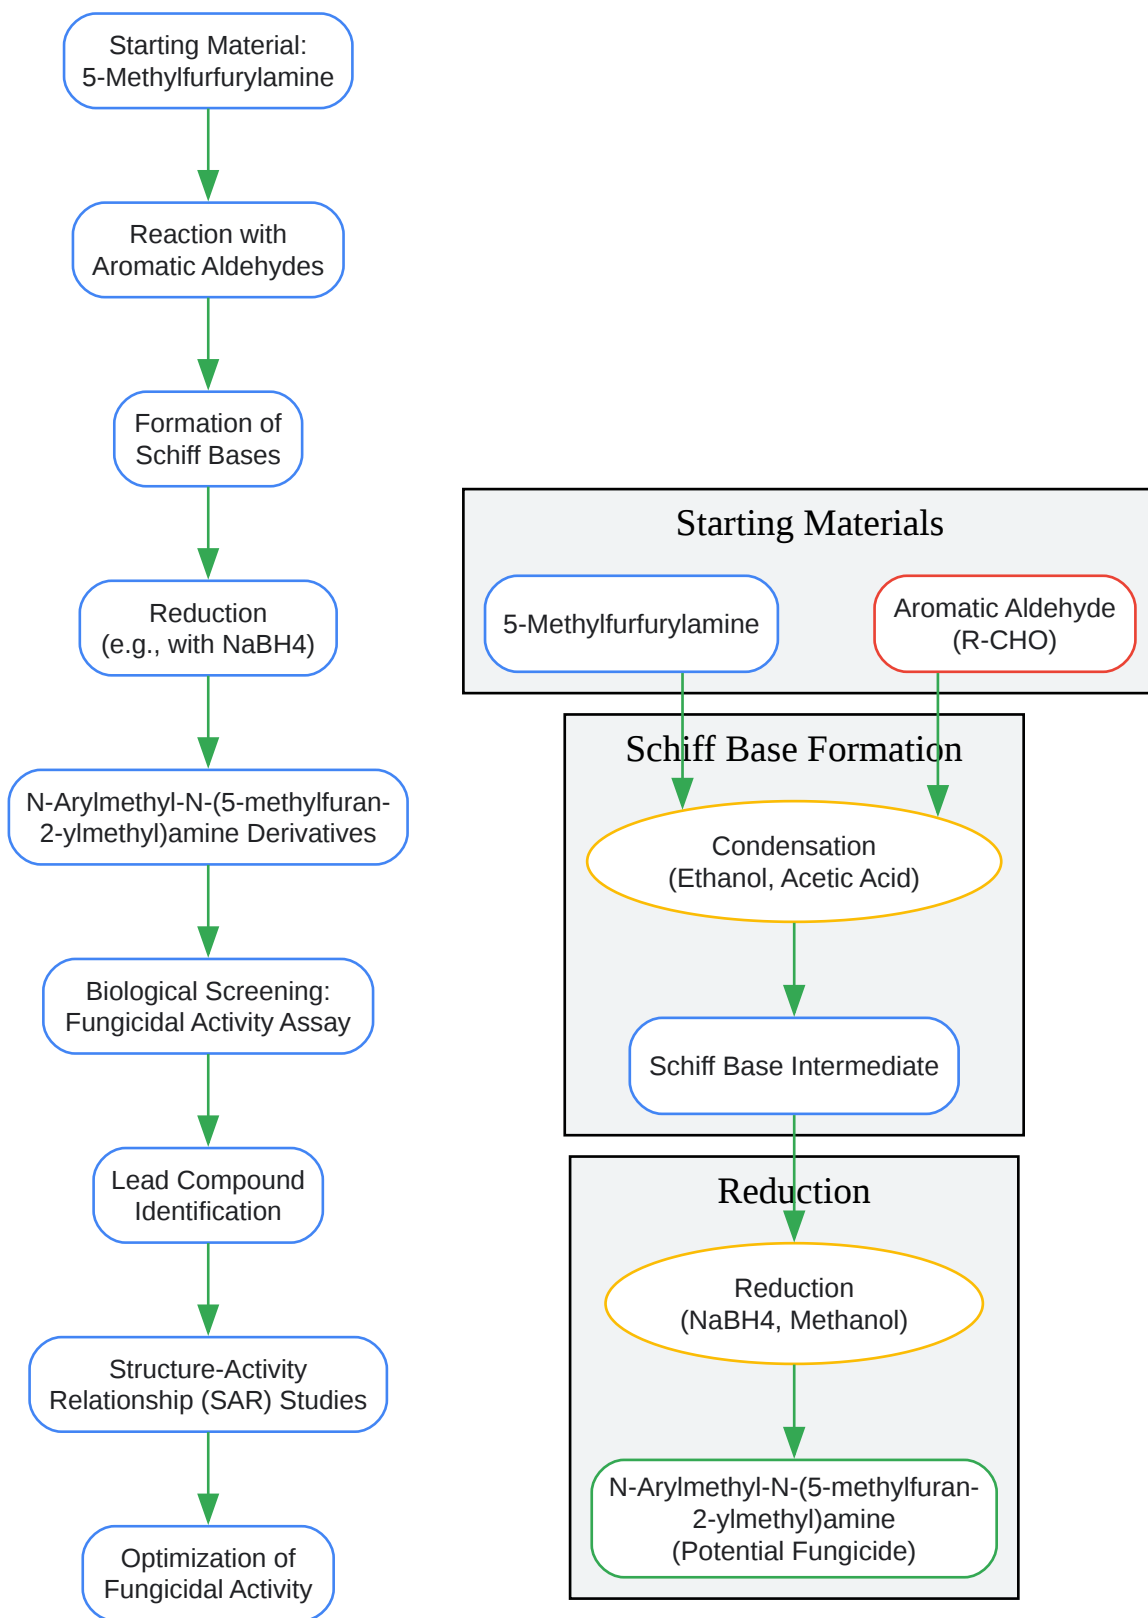 Starting Material:
5-Methylfurfurylamine
Reaction with
Aromatic Aldehydes
Formation of
Schiff Bases
Reduction
(e.g., with NaBH4)
N-Arylmethyl-N-(5-methylfuran-
2-ylmethyl)amine Derivatives
Biological Screening:
Fungicidal Activity Assay
Lead Compound
Identification
Structure-Activity
Relationship (SAR) Studies
Optimization of
Fungicidal Activity
Starting Materials
5-Methylfurfurylamine
Aromatic Aldehyde
(R-CHO)
Schiff Base Formation
Condensation
(Ethanol, Acetic Acid)
Schiff Base Intermediate
Reduction
Reduction
(NaBH4, Methanol)
N-Arylmethyl-N-(5-methylfuran-
2-ylmethyl)amine
(Potential Fungicide)